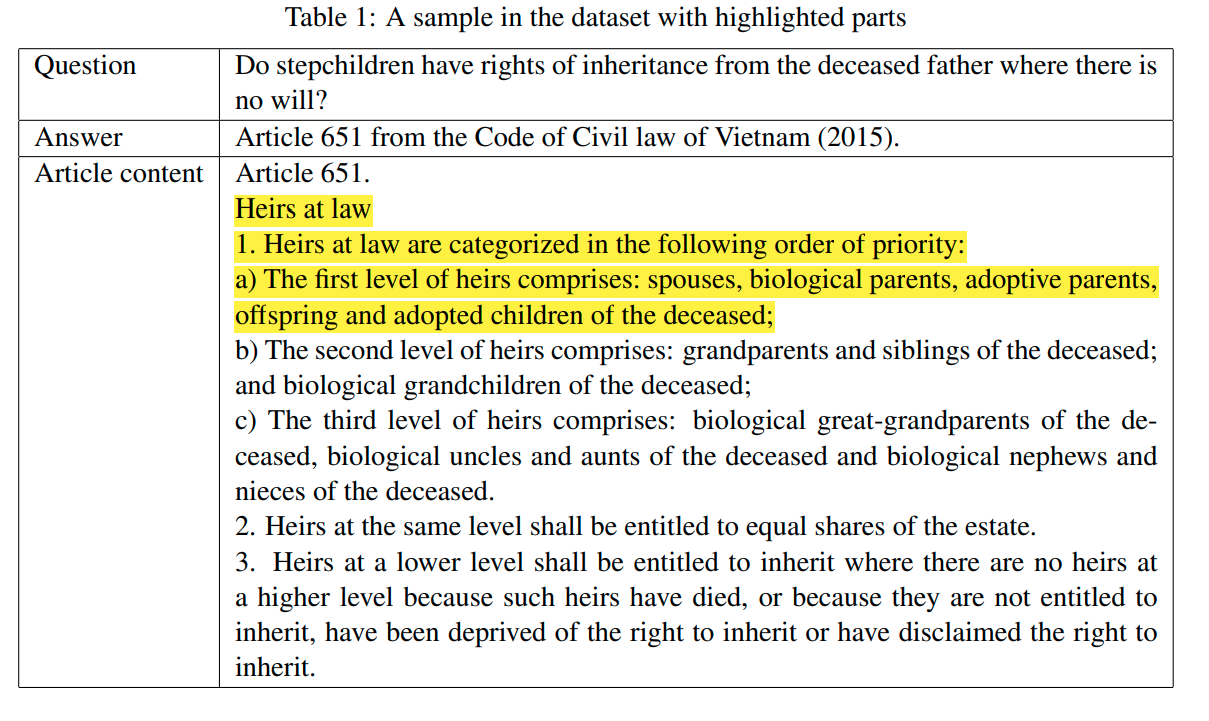 Table 1: A sample in the dataset with highlighted parts
Question
Do stepchildren have rights of inheritance from the deceased father where there is
no will?
Answer
Article 651 from the Code of Civil law of Vietnam (2015).
Article content
Article 651.
Heirs at law
1. Heirs at law are categorized in the following order of priority:
a) The first level of heirs comprises: spouses, biological parents, adoptive parents,
offspring and adopted children of the deceased;
b) The second level of heirs comprises: grandparents and siblings of the deceased;
and biological grandchildren of the deceased;
c) The third level of heirs comprises: biological great-grandparents of the de-
ceased, biological uncles and aunts of the deceased and biological nephews and
nieces of the deceased.
2. Heirs at the same level shall be entitled to equal shares of the estate.
3. Heirs at a lower level shall be entitled to inherit where there are no heirs at
a higher level because such heirs have died, or because they are not entitled to
inherit, have been deprived of the right to inherit or have disclaimed the right to
inherit.